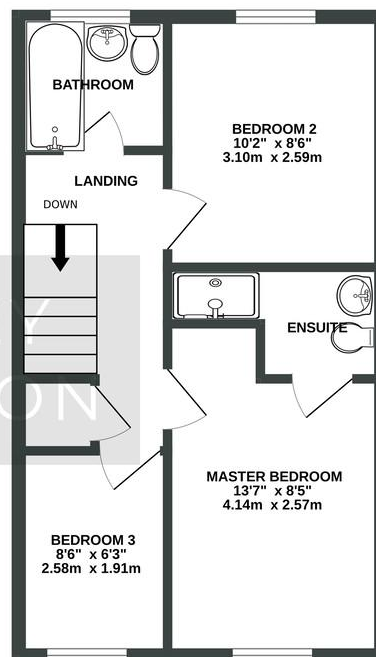 BATHROOM
BEDROOM 2
10'2" x 8'6"
3.10m x 2.59m
LANDING
DOWN
ENSUITE
MASTER BEDROOM
13'7" x 8'5"
4.14m x 2.57m
BEDROOM 3
8'6" x 6'3"
2.58m x 1.91m